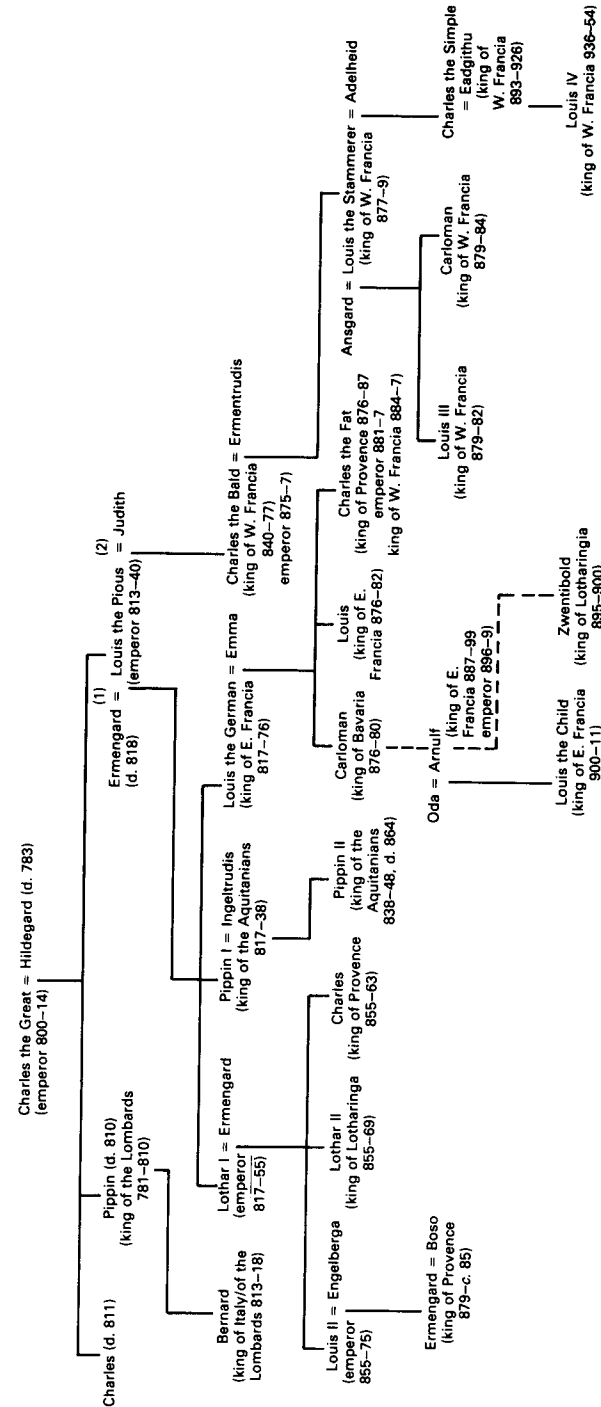 Charles the Great = Hildegard (d. 783)
(emperor 800–14)
Charles (d. 811)
Pippin (d. 810)
(king of the Lombards
781–810)
(1)
Ermengard =
(d. 818)
Louis the Pious
(emperor 813–40)
(2)
= Judith
Bernard
(king of Italy/of the
Lombards 813–18)
Lothar I = Ermengard
(emperor
817–55)
Pippin I = Ingeltrudis
(king of the Aquitanians
817–38)
Louis the German = Emma
(king of E. Francia
817–76)
Charles the Bald = Ermentrudis
(king of W. Francia
840–77)
emperor 875–7)
Louis II = Engelberga
(emperor
855–75)
Lothar II
(king of Lotharinga
855–69)
Charles
(king of Provence
855–63)
Pippin II
(king of the
Aquitanians
838–48, d. 864)
Carloman
(king of Bavaria
876–80)
Louis
(king of E.
Francia 876–82)
Charles the Fat
(king of Provence 876–87
emperor 881–7
king of W. Francia 884–7)
Ansgard = Louis the Stammerer = Adelheid
(king of W. Francia
877–9)
Ermengard = Boso
(king of Provence
879–c. 85)
Oda = Arnulf
(king of E.
Francia 887–99
emperor 896–9)
Louis III
(king of W. Francia
879–82)
Carloman
(king of W. Francia
879–84)
Charles the Simple
= Eadgithu
(king of
W. Francia
893–926)
Louis the Child
(king of E. Francia
900–11)
Zwentibold
(king of Lotharingia
895–900)
Louis IV
(king of W. Francia 936–54)